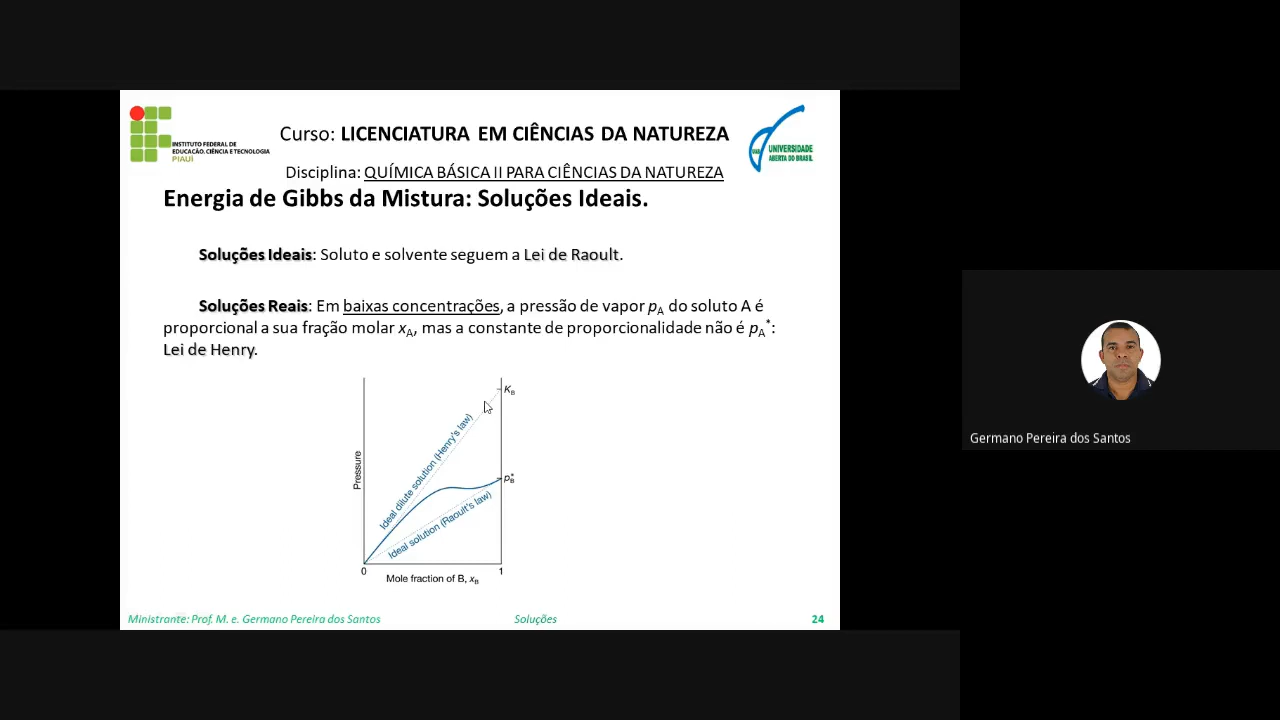 INSTITUTO FEDERAL DE
EDUCAÇÃO, CIÊNCIA E TECNOLOGIA
PIAUÍ
Curso: LICENCIATURA EM CIÊNCIAS DA NATUREZA
UAB
UNIVERSIDADE
ABERTA DO BRASIL
Disciplina: QUÍMICA BÁSICA II PARA CIÊNCIAS DA NATUREZA
Energia de Gibbs da Mistura: Soluções Ideais.
Soluções Ideais: Soluto e solvente seguem a Lei de Raoult.
Soluções Reais: Em baixas concentrações, a pressão de vapor pA do soluto A é
proporcional a sua fração molar xA, mas a constante de proporcionalidade não é pA*:
Lei de Henry.
KB
Ideal dilute solution (Henry's law)
Pressure
pB*
Ideal solution (Raoult's law)
0
1
Mole fraction of B, xB
Ministrante: Prof. M. e. Germano Pereira dos Santos
Soluções
24
Germano Pereira dos Santos